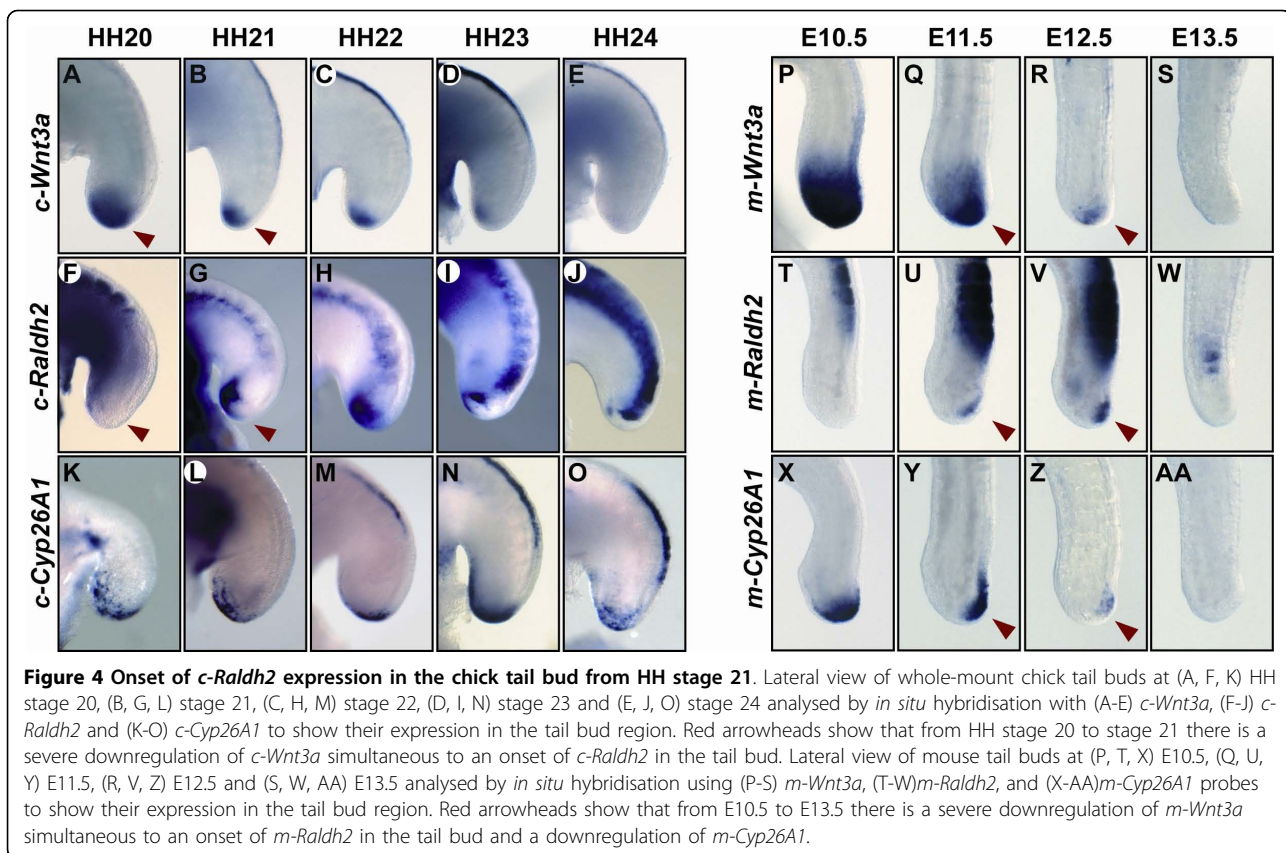 HH20 HH21 HH22 HH23 HH24 E10.5 E11.5 E12.5 E13.5
c-Wnt3a A B C D E m-Wnt3a P Q R S
c-Raldh2 F G H I J m-Raldh2 T U V W
c-Cyp26A1 K L M N O m-Cyp26A1 X Y Z AA
Figure 4 Onset of c-Raldh2 expression in the chick tail bud from HH stage 21. Lateral view of whole-mount chick tail buds at (A, F, K) HH
stage 20, (B, G, L) stage 21, (C, H, M) stage 22, (D, I, N) stage 23 and (E, J, O) stage 24 analysed by in situ hybridisation with (A-E) c-Wnt3a, (F-J) c-
Raldh2 and (K-O) c-Cyp26A1 to show their expression in the tail bud region. Red arrowheads show that from HH stage 20 to stage 21 there is a
severe downregulation of c-Wnt3a simultaneous to an onset of c-Raldh2 in the tail bud. Lateral view of mouse tail buds at (P, T, X) E10.5, (Q, U,
Y) E11.5, (R, V, Z) E12.5 and (S, W, AA) E13.5 analysed by in situ hybridisation using (P-S) m-Wnt3a, (T-W)m-Raldh2, and (X-AA)m-Cyp26A1 probes
to show their expression in the tail bud region. Red arrowheads show that from E10.5 to E13.5 there is a severe downregulation of m-Wnt3a
simultaneous to an onset of m-Raldh2 in the tail bud and a downregulation of m-Cyp26A1.